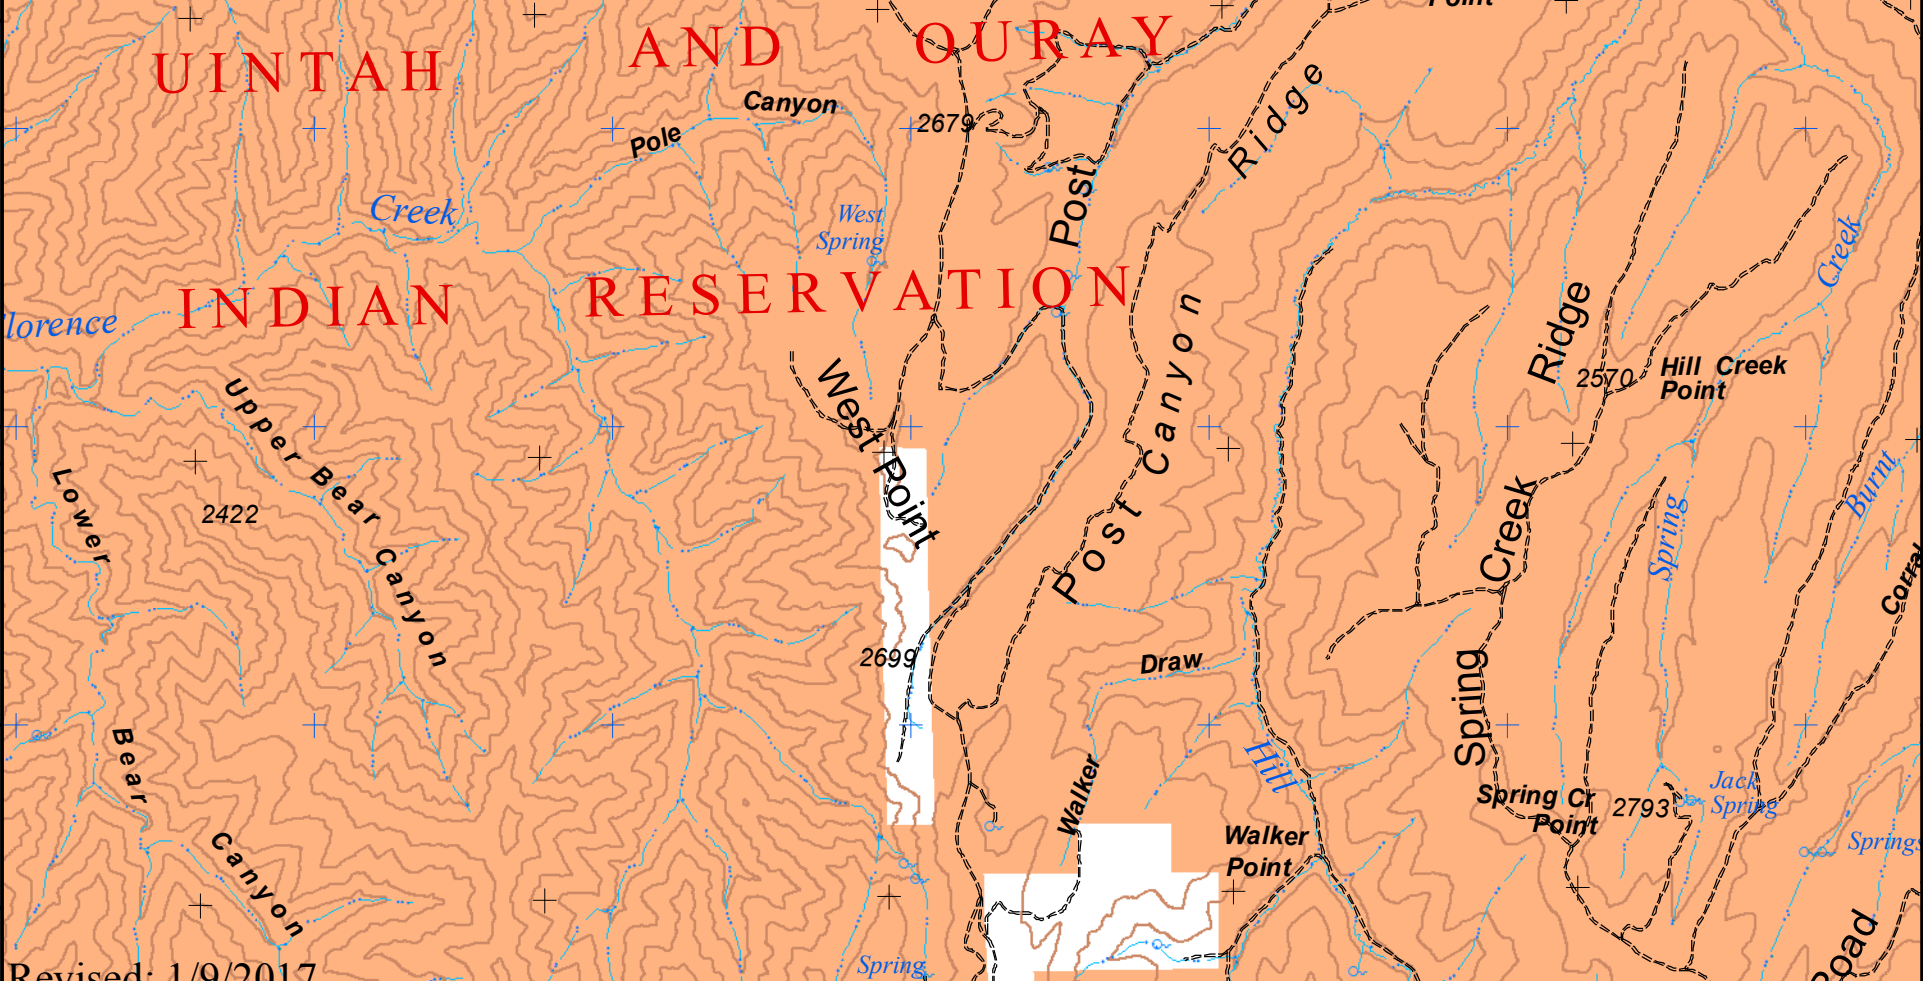 Point
UINTAH AND OURAY
Canyon
Pole
2679
Ridge
Post
Creek
West
Spring
Creek
INDIAN RESERVATION
lorence
Ridge
2570
Hill Creek
Point
West Point
Upper Bear Canyon
Post Canyon
Lower
2422
Burnt
Spring
Creek
Corral
2699
Draw
Spring
Hill
Bear
Walker
Spring Cr
Point
2793
Jack
Spring
Walker
Point
Springs
Canyon
Road
Spring
Revised: 1/9/2017